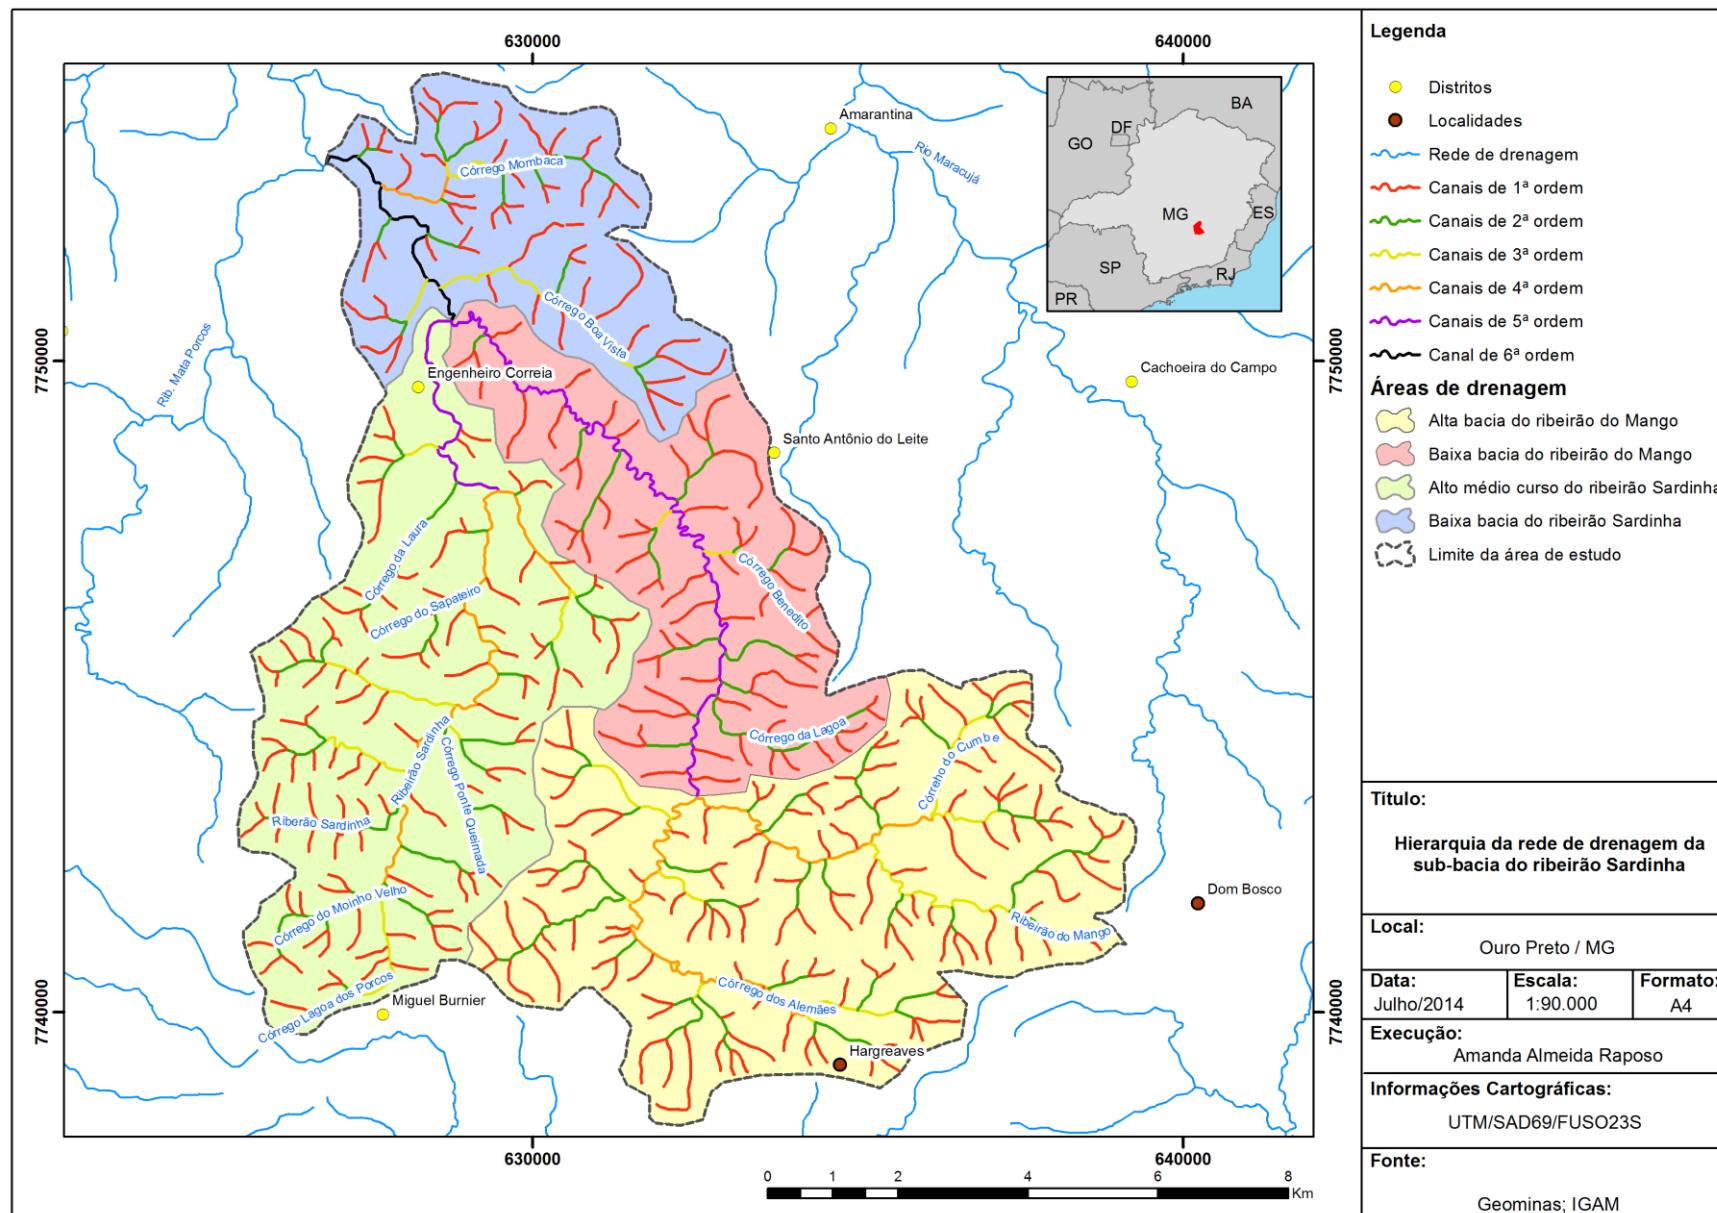 630000
640000
7750000
7740000
7750000
7740000
630000
640000
Amarantina
Rio Maracujá
Córrego Mombaca
Córrego Boa Vista
Rib. Mata Porcos
Engenheiro Correia
Cachoeira do Campo
Santo Antônio do Leite
Córrego da Laura
Córrego do Sapateiro
Córrego Benedito
Córrego da Lagoa
Ribeirão Sardinha
Córrego Ponte Queimada
Córreho do Cumbe
Riberão Sardinha
Córrego do Moinho Velho
Dom Bosco
Ribeirão do Mango
Córrego dos Alemães
Córrego Lagoa dos Porcos
Miguel Burnier
Hargreaves
BA
DF
GO
MG
ES
SP
RJ
PR
0 1 2 4 6 8
Km
Legenda
Distritos
Localidades
Rede de drenagem
Canais de 1ª ordem
Canais de 2ª ordem
Canais de 3ª ordem
Canais de 4ª ordem
Canais de 5ª ordem
Canal de 6ª ordem
Áreas de drenagem
Alta bacia do ribeirão do Mango
Baixa bacia do ribeirão do Mango
Alto médio curso do ribeirão Sardinha
Baixa bacia do ribeirão Sardinha
Limite da área de estudo
Título:
Hierarquia da rede de drenagem da
sub-bacia do ribeirão Sardinha
Local:
Ouro Preto / MG
Data:
Julho/2014
Escala:
1:90.000
Formato:
A4
Execução:
Amanda Almeida Raposo
Informações Cartográficas:
UTM/SAD69/FUSO23S
Fonte:
Geominas; IGAM